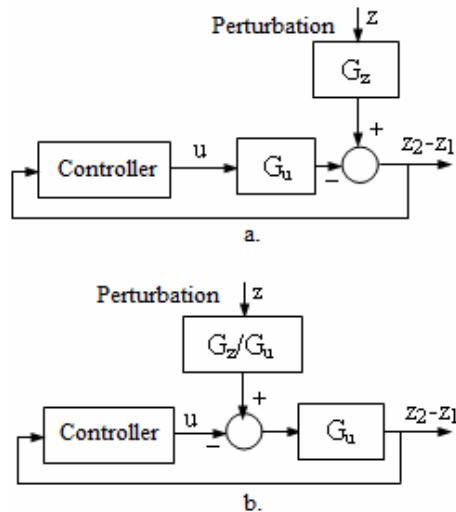 Perturbation z
G_z
+
Controller u G_u − z_2-z_1
a.
Perturbation z
G_z/G_u
+
Controller u − G_u z_2-z_1
b.